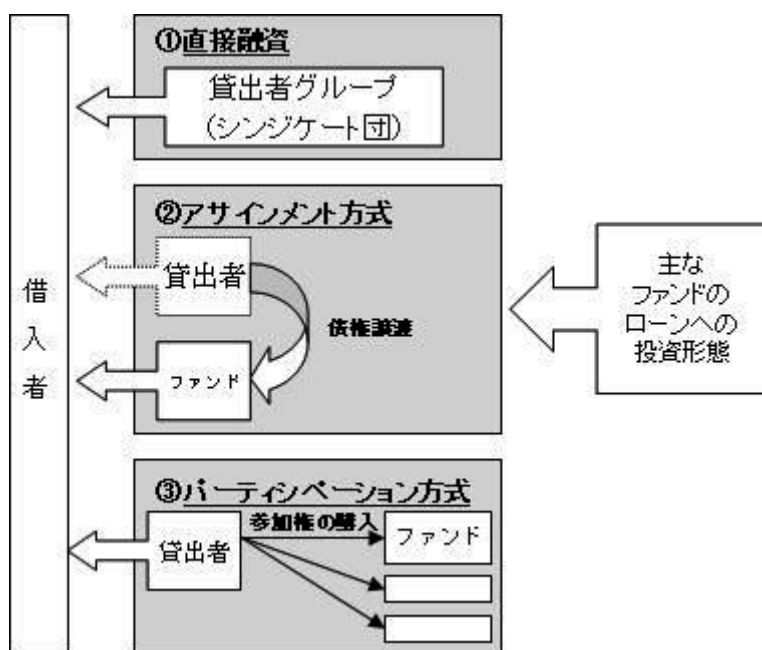 借入者
①直接融資
貸出者グループ
(シンジケート団)
②アサインメント方式
貸出者
債権譲渡
ファンド
主な
ファンドの
ローンへの
投資形態
③パーティシペーション方式
参加権の購入
貸出者
ファンド